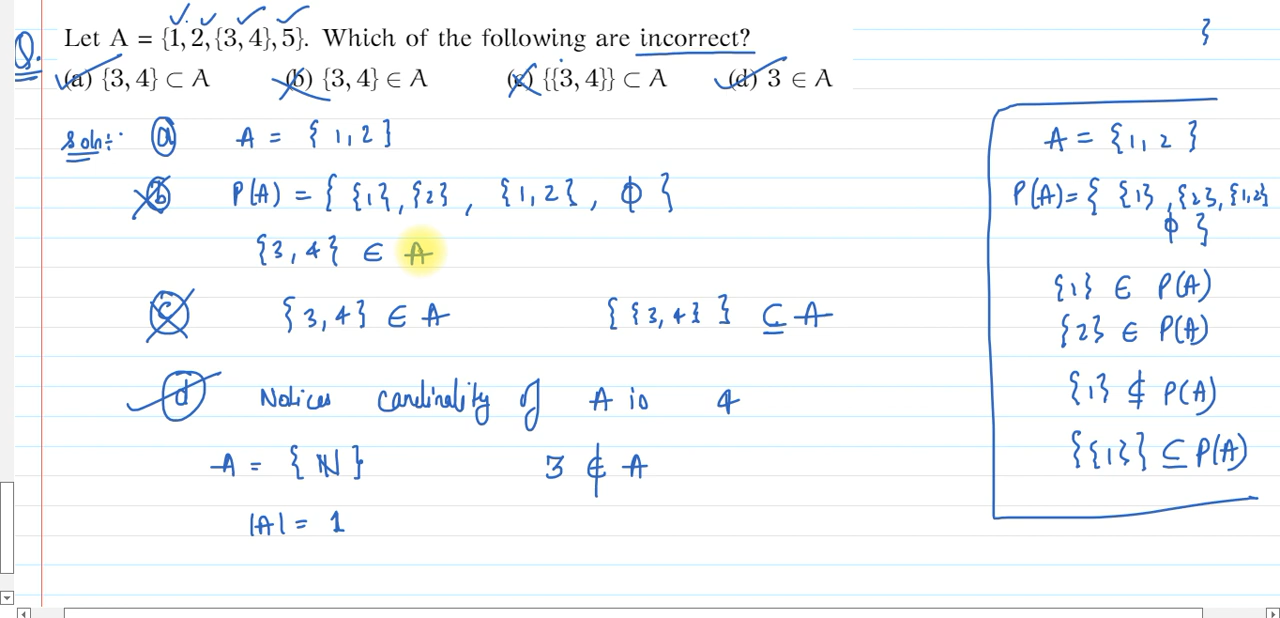 Q. Let A = {1, 2, {3, 4}, 5}. Which of the following are incorrect?
(a) {3, 4} ⊂ A (b) {3, 4} ∈ A (c) {{3, 4}} ⊂ A (d) 3 ∈ A
Soln: (a) A = { 1, 2 }
(b) P(A) = { {1}, {2}, {1, 2}, ϕ }
{3, 4} ∈ A
(c) {3, 4} ∈ A { {3, 4} } ⊆ A
(d) Notices cardinality of A is 4
A = { ℕ } 3 ∉ A
|A| = 1
}
A = {1, 2 }
P(A) = { {1}, {2}, {1,2}
ϕ }
{1} ∈ P(A)
{2} ∈ P(A)
{1} ⊄ P(A)
{{1}} ⊆ P(A)